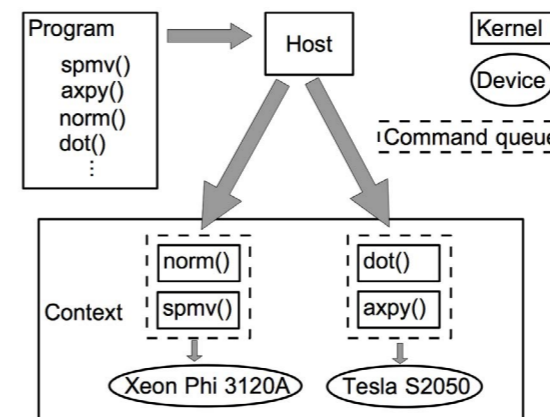 Program
spmv()
axpy()
norm()
dot()
⋮
Host
Kernel
Device
Command queue
Context
norm()
spmv()
dot()
axpy()
Xeon Phi 3120A
Tesla S2050